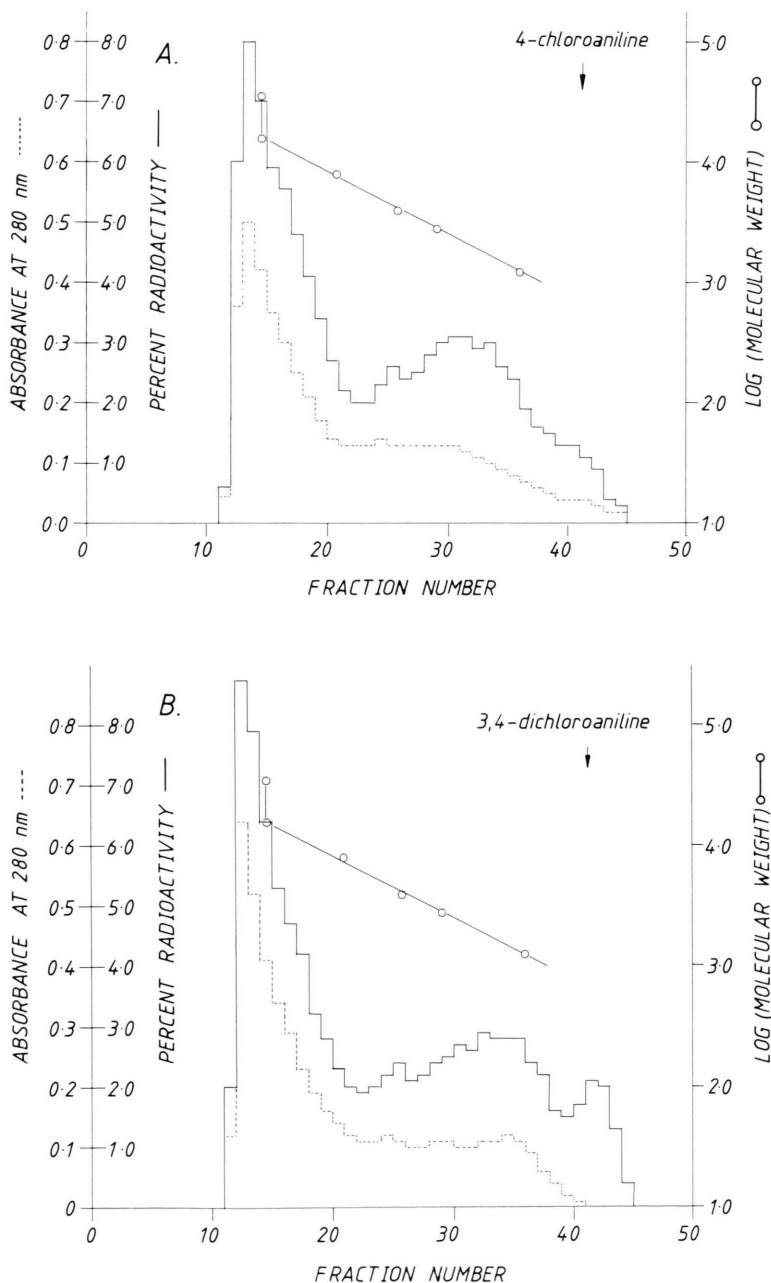 A.
4-chloroaniline
0·8 8·0 5·0
0·7 7·0
0·6 6·0 4·0
0·5 5·0
0·4 4·0 3·0
0·3 3·0
0·2 2·0 2·0
0·1 1·0
0·0 1·0
0 10 20 30 40 50
FRACTION NUMBER
ABSORBANCE AT 280 nm
PERCENT RADIOACTIVITY
LOG (MOLECULAR WEIGHT)
B.
3,4-dichloroaniline
0·8 8·0 5·0
0·7 7·0
0·6 6·0 4·0
0·5 5·0
0·4 4·0 3·0
0·3 3·0
0·2 2·0 2·0
0·1 1·0
0 1·0
0 10 20 30 40 50
FRACTION NUMBER
ABSORBANCE AT 280 nm
PERCENT RADIOACTIVITY
LOG (MOLECULAR WEIGHT)